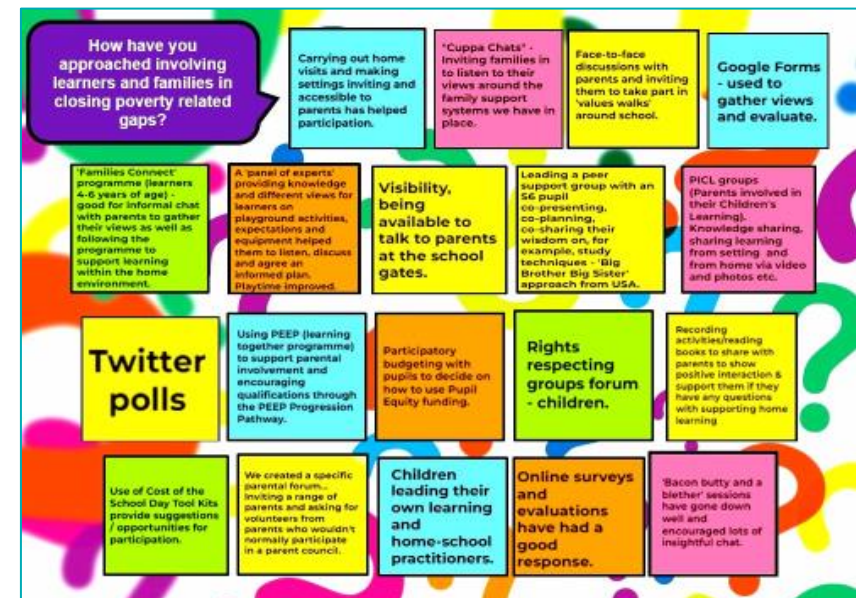 How have you
approached involving
learners and families in
closing poverty related
gaps?
Carrying out home
visits and making
settings inviting and
accessible to
parents has helped
participation.
"Cuppa Chats" -
Inviting families in
to listen to their
views around the
family support
systems we have in
place.
Face-to-face
discussions with
parents and inviting
them to take part in
'values walks'
around school.
Google Forms
- used to
gather views
and evaluate.
'Families Connect'
programme (learners
4-6 years of age) -
good for informal chat
with parents to gather
their views as well as
following the
programme to
support learning
within the home
environment.
A 'panel of experts'
providing knowledge
and different views for
learners on
playground activities,
expectations and
equipment helped
them to listen, discuss
and agree an
informed plan.
Playtime improved.
Visibility,
being
available to
talk to parents
at the school
gates.
Leading a peer
support group with an
S6 pupil
co-presenting,
co-planning,
co-sharing their
wisdom on, for
example, study
techniques - 'Big
Brother Big Sister'
approach from USA.
PICL groups
(Parents involved in
their Children's
Learning).
Knowledge sharing,
sharing learning
from setting and
from home via video
and photos etc.
Twitter
polls
Using PEEP (learning
together programme)
to support parental
involvement and
encouraging
qualifications through
the PEEP Progression
Pathway.
Participatory
budgeting with
pupils to decide on
how to use Pupil
Equity funding.
Rights
respecting
groups forum
- children.
Recording
activities/reading
books to share with
parents to show
positive interaction &
support them if they
have any questions
with supporting home
learning
Use of Cost of the
School Day Tool Kits
provide suggestions
/ opportunities for
participation.
We created a specific
parental forum...
Inviting a range of
parents and asking for
volunteers from
parents who wouldn't
normally participate
in a parent council.
Children
leading their
own learning
and
home-school
practitioners.
Online surveys
and
evaluations
have had a
good
response.
'Bacon butty and a
blether' sessions
have gone down
well and
encouraged lots of
insightful chat.